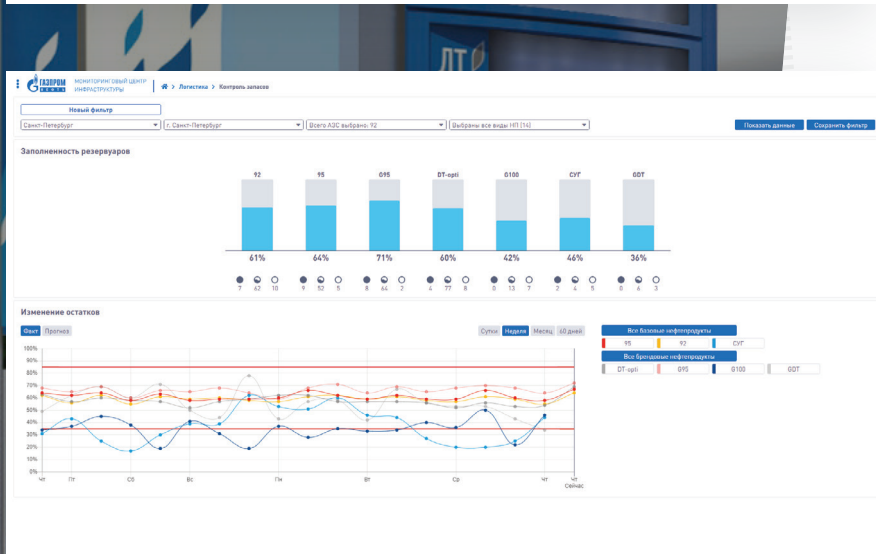 ДТ
ГАЗПРОМ
НЕФТЬ
МОНИТОРИНГОВЫЙ ЦЕНТР
ИНФРАСТРУКТУРЫ
Логистика > Контроль запасов
Новый фильтр
Санкт-Петербург г. Санкт-Петербург Всего АЗС выбрано: 92 Выбраны все виды НП (14) Показать данные Сохранить фильтр
Заполненность резервуаров
92 95 G95 DT-opti G100 СУГ GDT
61% 64% 71% 60% 42% 46% 36%
7 62 10 9 52 5 8 64 2 4 77 8 0 13 7 2 4 5 0 6 3
Изменение остатков
Факт Прогноз Сутки Неделя Месяц 60 дней
Все базовые нефтепродукты
95 92 СУГ
Все брендовые нефтепродукты
DT-opti G95 G100 GDT
100%
90%
80%
70%
60%
50%
40%
30%
20%
10%
0%
Чт Пт Сб Вс Пн Вт Ср Чт Чт
Сейчас